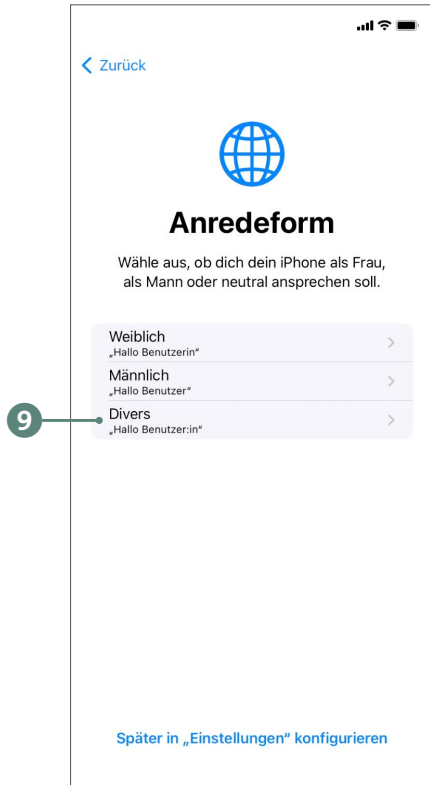 Zurück
Anredeform
Wähle aus, ob dich dein iPhone als Frau,
als Mann oder neutral ansprechen soll.
Weiblich
„Hallo Benutzerin“
Männlich
„Hallo Benutzer“
9
Divers
„Hallo Benutzer:in“
Später in „Einstellungen“ konfigurieren